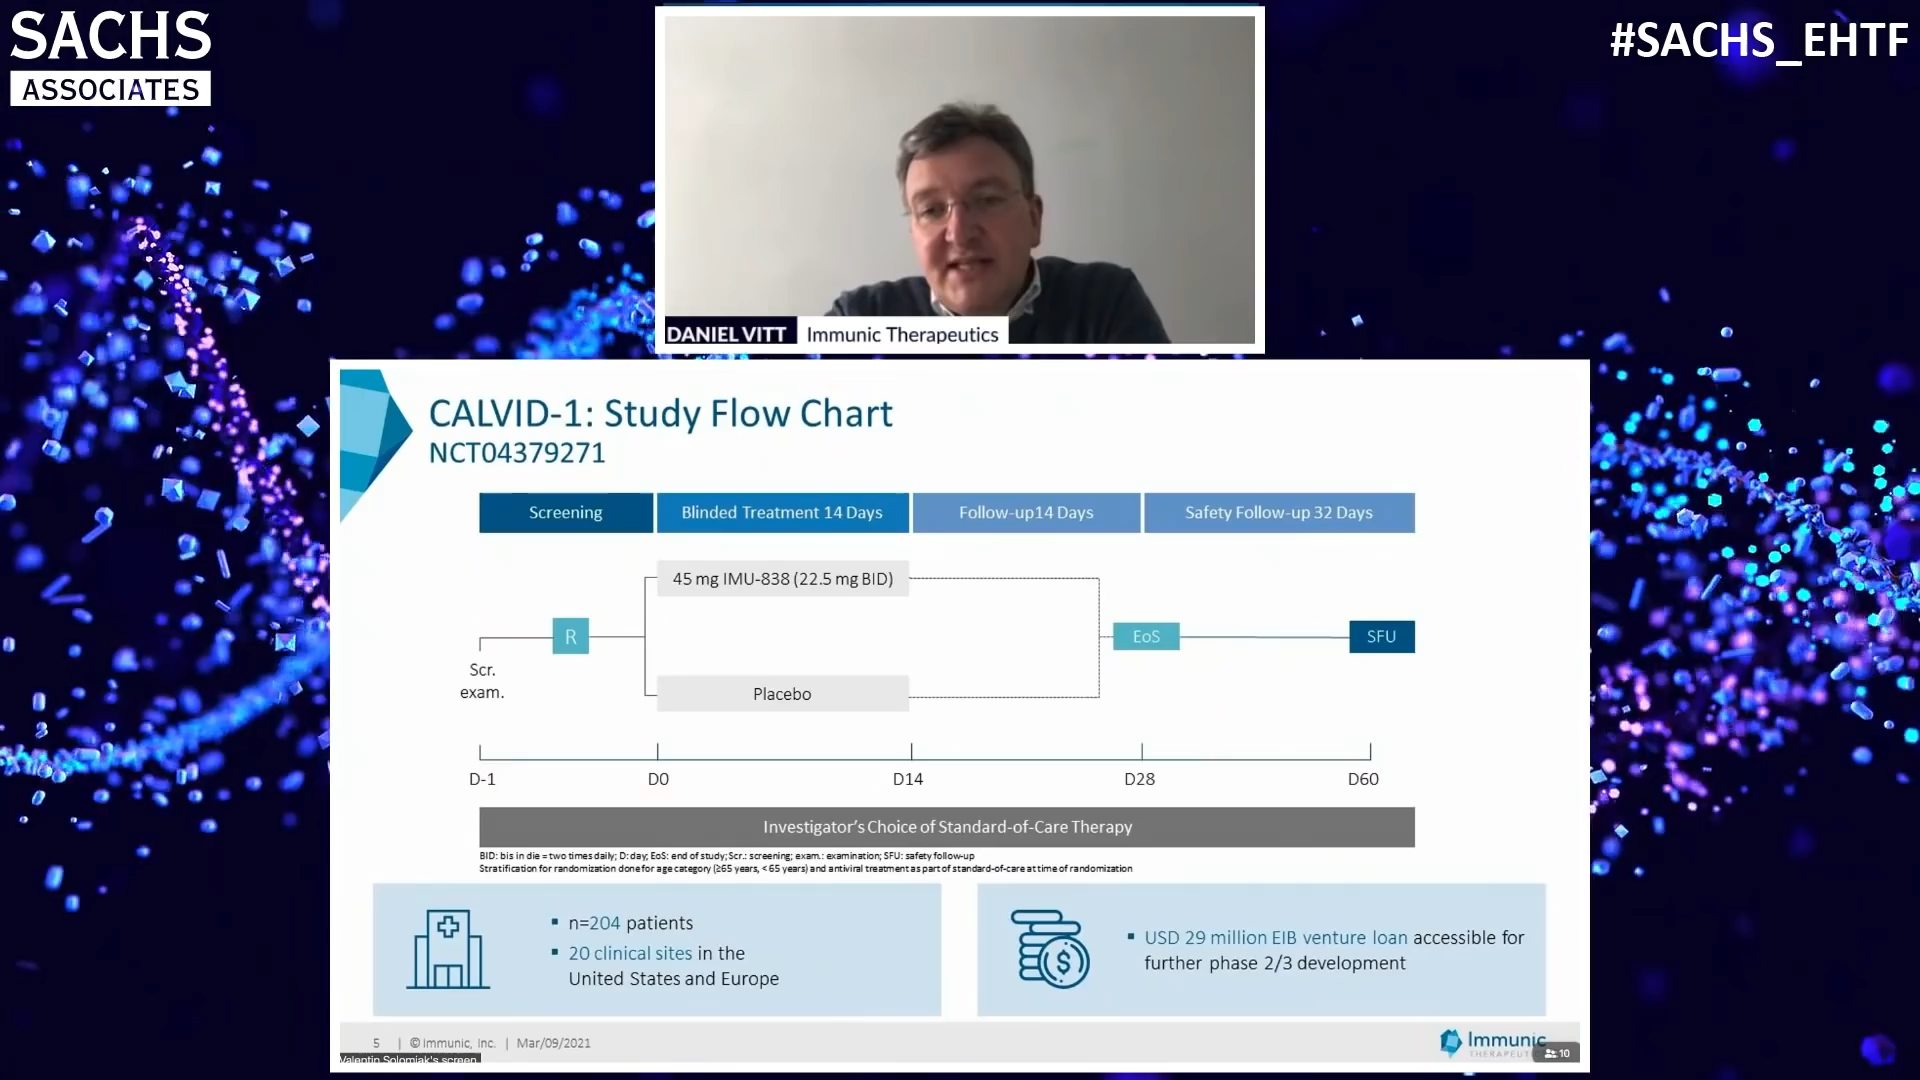 SACHS
ASSOCIATES
#SACHS_EHTF
DANIEL VITT Immunic Therapeutics
CALVID-1: Study Flow Chart
NCT04379271
Screening Blinded Treatment 14 Days Follow-up14 Days Safety Follow-up 32 Days
45 mg IMU-838 (22.5 mg BID)
R EoS SFU
Scr.
exam.
Placebo
D-1 D0 D14 D28 D60
Investigator's Choice of Standard-of-Care Therapy
BID: bis in die = two times daily; D: day; EoS: end of study; Scr.: screening; exam.: examination; SFU: safety follow-up
Stratification for randomization done for age category (≥65 years, < 65 years) and antiviral treatment as part of standard-of-care at time of randomization
▪ n=204 patients
▪ 20 clinical sites in the
United States and Europe
▪ USD 29 million EIB venture loan accessible for
further phase 2/3 development
5 | © Immunic, Inc. | Mar/09/2021
Immunic
10
Valentin Solomiak's screen